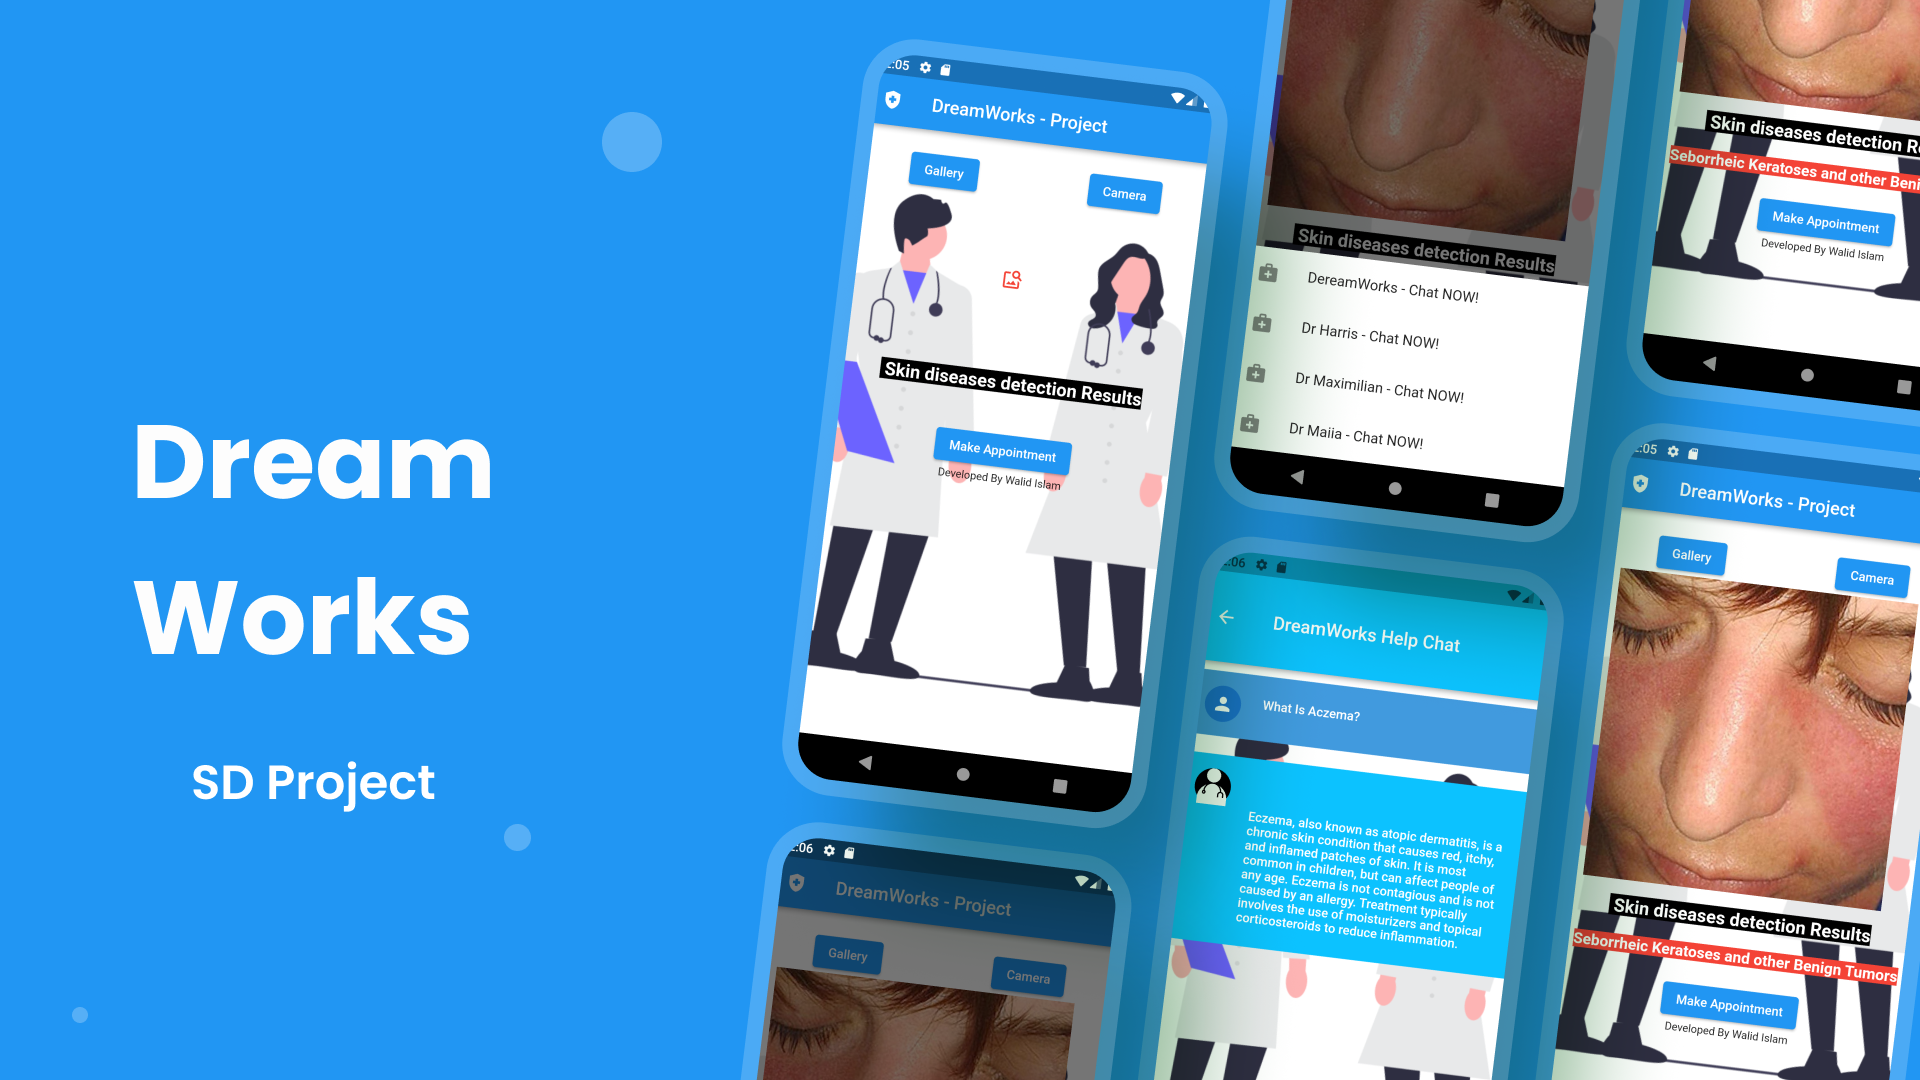 Dream
Works
SD Project
:05
DreamWorks - Project
Gallery
Camera
Skin diseases detection Results
Make Appointment
Developed By Walid Islam
:06
DreamWorks - Project
Gallery
Camera
Skin diseases detection Results
DereamWorks - Chat NOW!
Dr Harris - Chat NOW!
Dr Maximilian - Chat NOW!
Dr Maiia - Chat NOW!
:06
DreamWorks Help Chat
What Is Aczema?
Eczema, also known as atopic dermatitis, is a
chronic skin condition that causes red, itchy,
and inflamed patches of skin. It is most
common in children, but can affect people of
any age. Eczema is not contagious and is not
caused by an allergy. Treatment typically
involves the use of moisturizers and topical
corticosteroids to reduce inflammation.
Skin diseases detection Re
Seborrheic Keratoses and other Beni
Make Appointment
Developed By Walid Islam
:05
DreamWorks - Project
Gallery
Camera
Skin diseases detection Results
Seborrheic Keratoses and other Benign Tumors
Make Appointment
Developed By Walid Islam